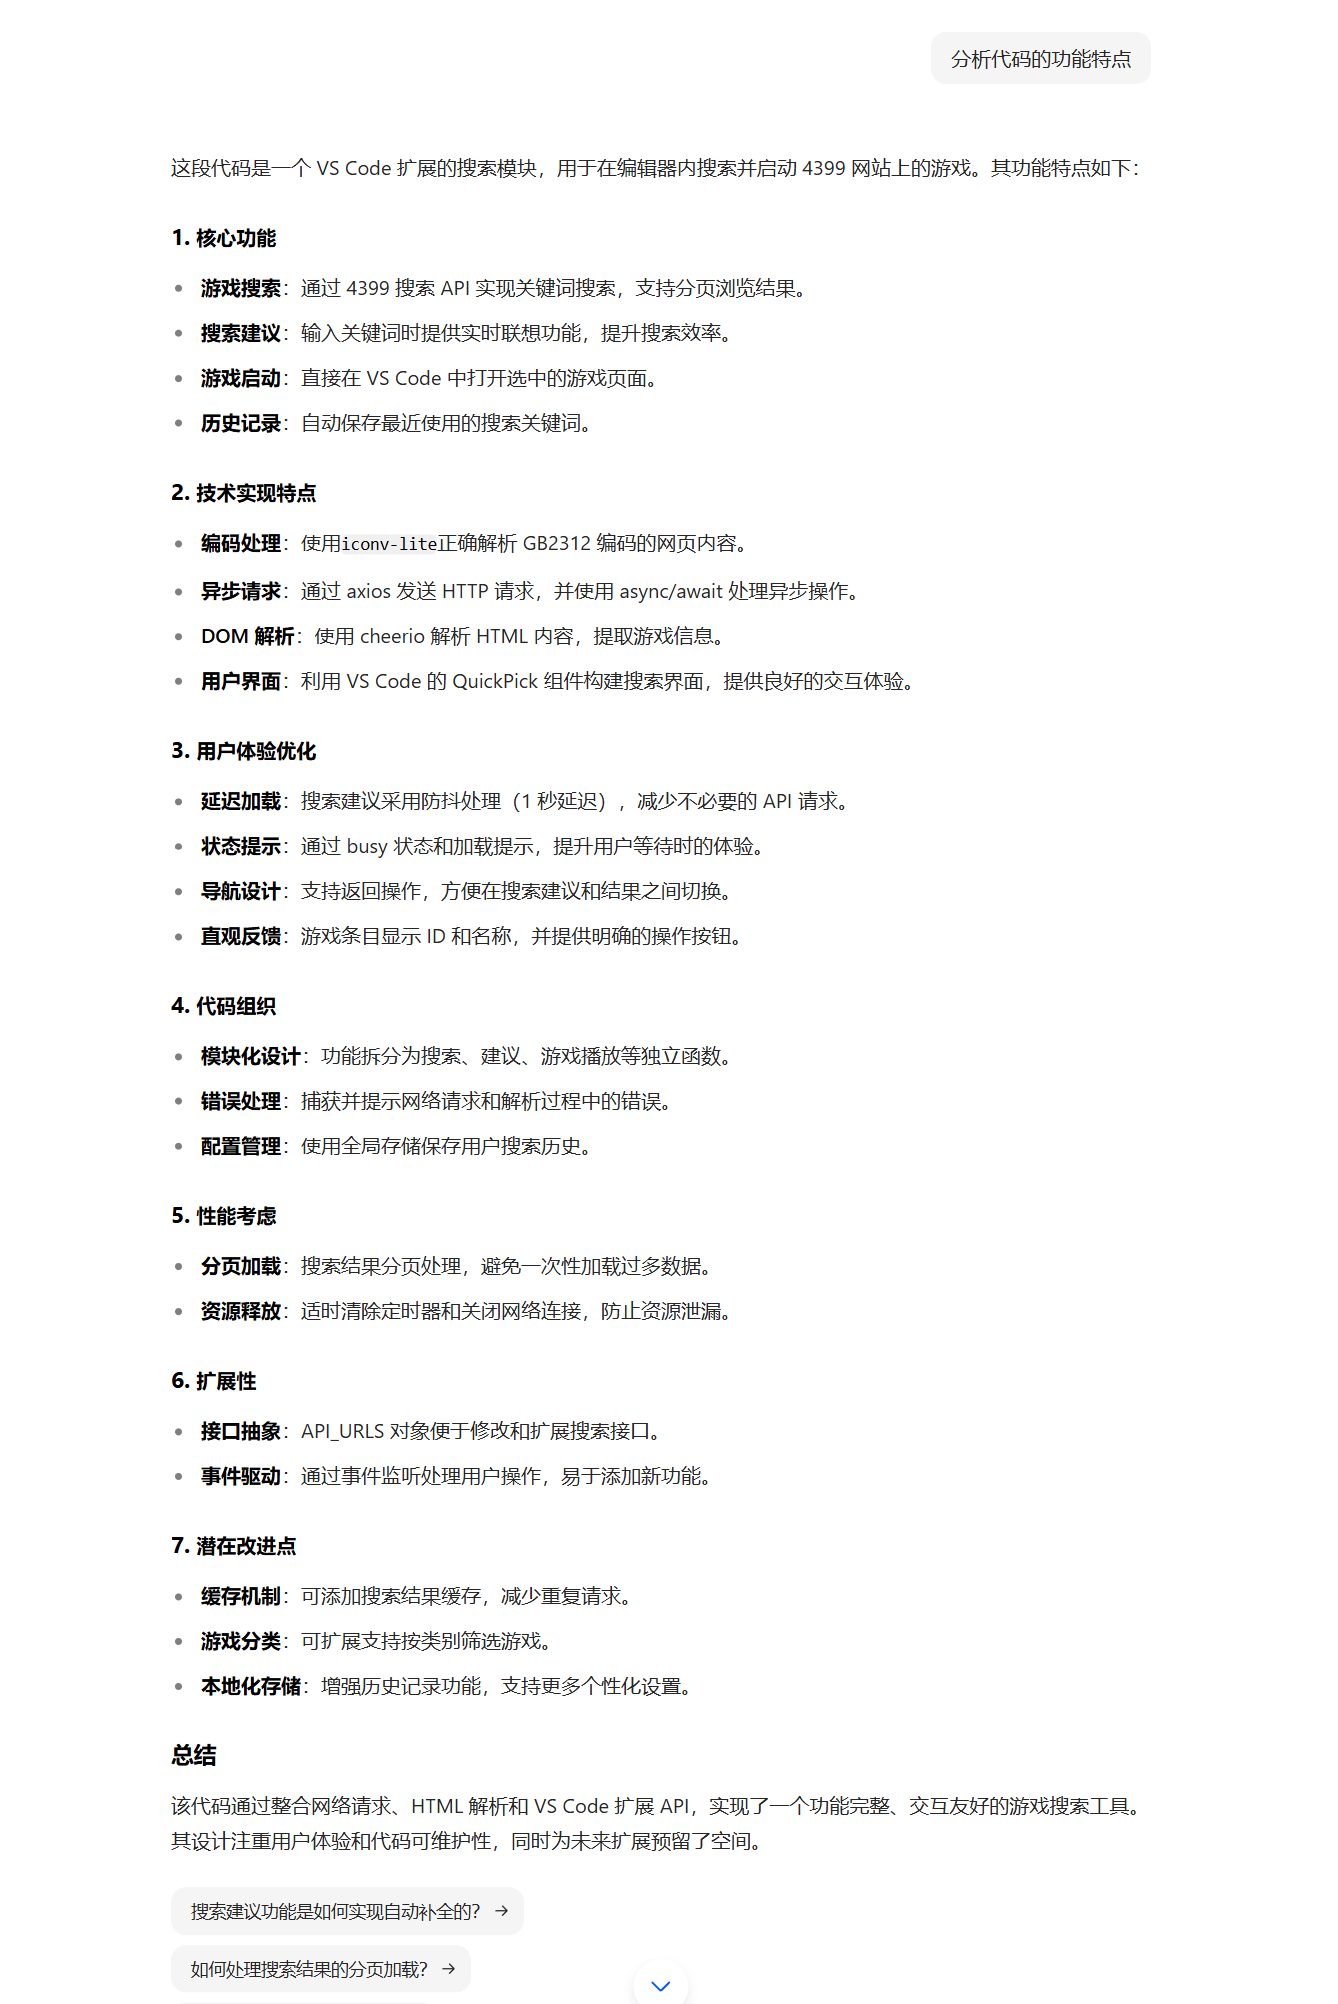 分析代码的功能特点
这段代码是一个 VS Code 扩展的搜索模块，用于在编辑器内搜索并启动 4399 网站上的游戏。其功能特点如下：
1. 核心功能
游戏搜索：通过 4399 搜索 API 实现关键词搜索，支持分页浏览结果。
搜索建议：输入关键词时提供实时联想功能，提升搜索效率。
游戏启动：直接在 VS Code 中打开选中的游戏页面。
历史记录：自动保存最近使用的搜索关键词。
2. 技术实现特点
编码处理：使用iconv-lite正确解析 GB2312 编码的网页内容。
异步请求：通过 axios 发送 HTTP 请求，并使用 async/await 处理异步操作。
DOM 解析：使用 cheerio 解析 HTML 内容，提取游戏信息。
用户界面：利用 VS Code 的 QuickPick 组件构建搜索界面，提供良好的交互体验。
3. 用户体验优化
延迟加载：搜索建议采用防抖处理（1 秒延迟），减少不必要的 API 请求。
状态提示：通过 busy 状态和加载提示，提升用户等待时的体验。
导航设计：支持返回操作，方便在搜索建议和结果之间切换。
直观反馈：游戏条目显示 ID 和名称，并提供明确的操作按钮。
4. 代码组织
模块化设计：功能拆分为搜索、建议、游戏播放等独立函数。
错误处理：捕获并提示网络请求和解析过程中的错误。
配置管理：使用全局存储保存用户搜索历史。
5. 性能考虑
分页加载：搜索结果分页处理，避免一次性加载过多数据。
资源释放：适时清除定时器和关闭网络连接，防止资源泄漏。
6. 扩展性
接口抽象：API_URLS 对象便于修改和扩展搜索接口。
事件驱动：通过事件监听处理用户操作，易于添加新功能。
7. 潜在改进点
缓存机制：可添加搜索结果缓存，减少重复请求。
游戏分类：可扩展支持按类别筛选游戏。
本地化存储：增强历史记录功能，支持更多个性化设置。
总结
该代码通过整合网络请求、HTML 解析和 VS Code 扩展 API，实现了一个功能完整、交互友好的游戏搜索工具。
其设计注重用户体验和代码可维护性，同时为未来扩展预留了空间。
搜索建议功能是如何实现自动补全的？ →
如何处理搜索结果的分页加载？ →